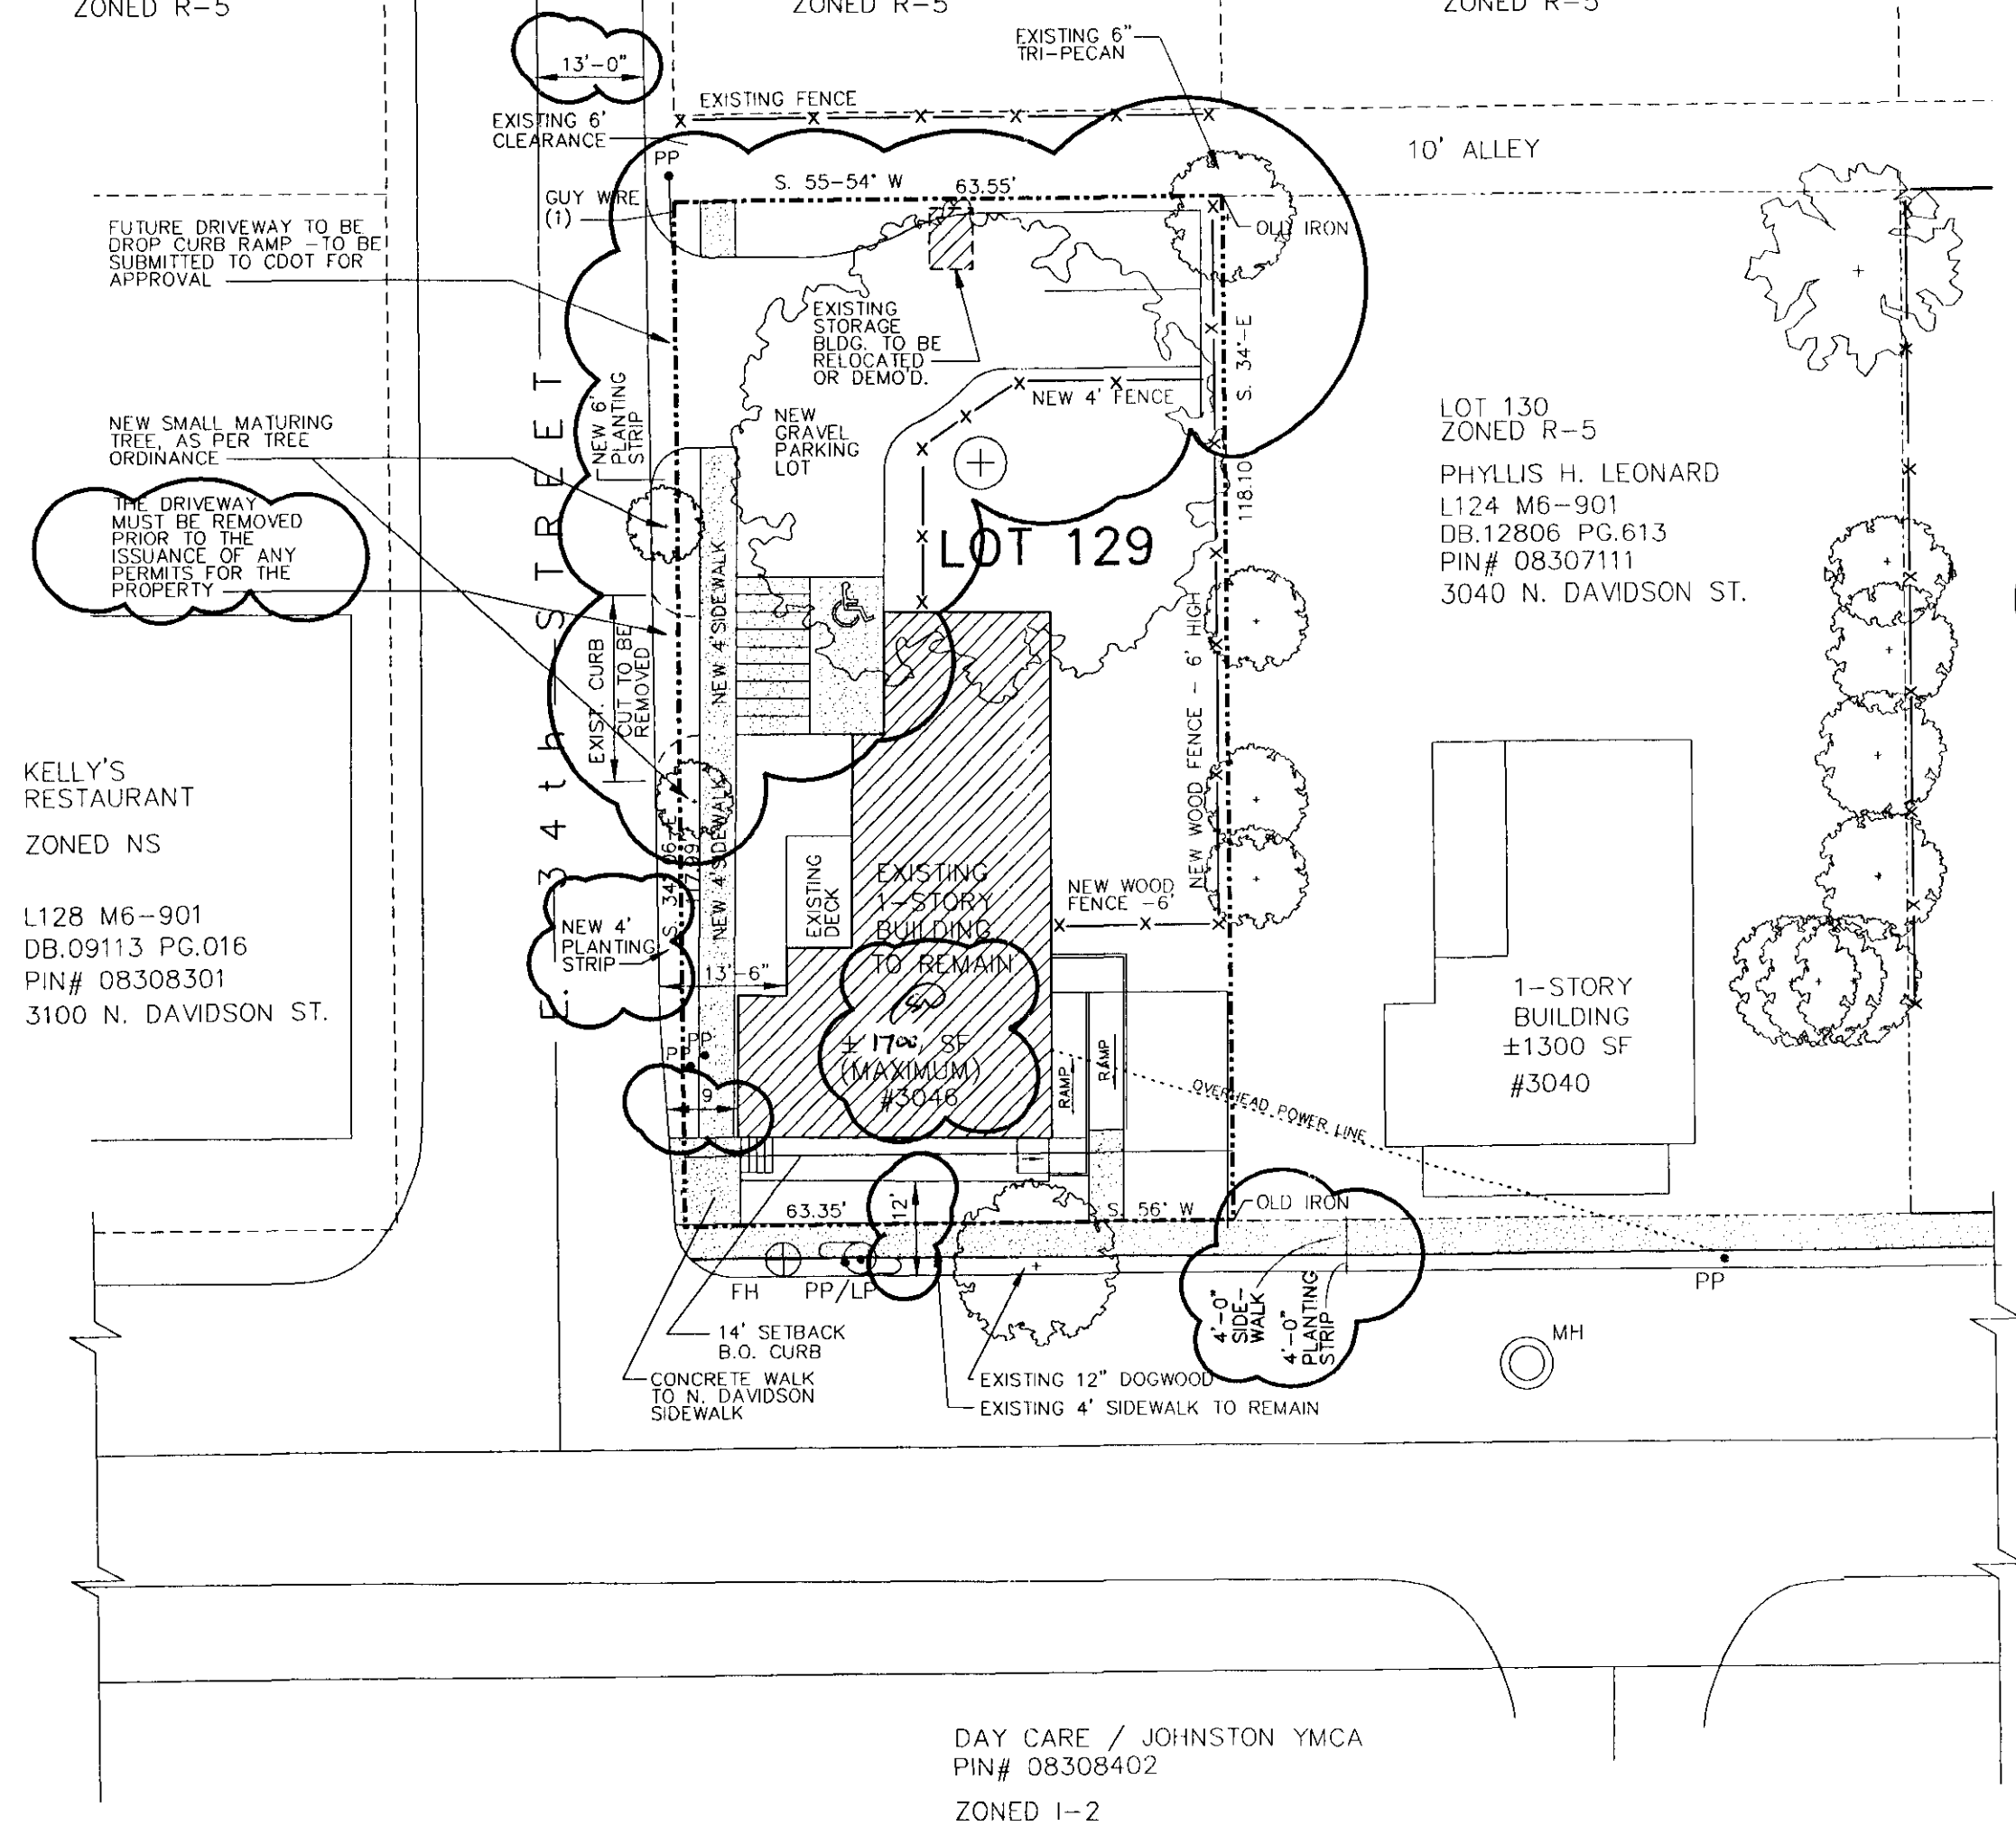 ZONED R-5
ZONED R-5
ZONED R-5
13'-0"
EXISTING 6"
TRI-PECAN
EXISTING FENCE
EXISTING 6'
CLEARANCE
PP
10' ALLEY
S. 55-54' W
63.55'
GUY WIRE
(1)
OLD IRON
FUTURE DRIVEWAY TO BE
DROP CURB RAMP - TO BE
SUBMITTED TO CDOT FOR
APPROVAL
EXISTING
STORAGE
BLDG. TO BE
RELOCATED
OR DEMO'D.
S. 34'-E
118.10
NEW 6'
PLANTING
STRIP
NEW 4' FENCE
NEW SMALL MATURING
TREE, AS PER TREE
ORDINANCE
NEW
GRAVEL
PARKING
LOT
LOT 130
ZONED R-5
PHYLLIS H. LEONARD
L124 M6-901
DB.12806 PG.613
PIN# 08307111
3040 N. DAVIDSON ST.
THE DRIVEWAY
MUST BE REMOVED
PRIOR TO THE
ISSUANCE OF ANY
PERMITS FOR THE
PROPERTY
LOT 129
E. 34th STREET
NEW 4' SIDEWALK
EXIST. CURB
CUT TO BE
REMOVED
NEW WOOD FENCE - 6' HIGH
KELLY'S
RESTAURANT
ZONED NS
L128 M6-901
DB.09113 PG.016
PIN# 08308301
3100 N. DAVIDSON ST.
NEW 4' SIDEWALK
EXISTING
DECK
EXISTING
1-STORY
BUILDING
TO REMAIN
± 1700 SF
(MAXIMUM)
#3046
NEW WOOD
FENCE -6'
NEW 4'
PLANTING
STRIP
13'-6"
1-STORY
BUILDING
±1300 SF
#3040
PP
PP
9'
RAMP
RAMP
OVERHEAD POWER LINE
63.35'
12'
S. 56' W
OLD IRON
FH
PP/LP
PP
4'-0"
SIDE-
WALK
4'-0"
PLANTING
STRIP
14' SETBACK
B.O. CURB
MH
CONCRETE WALK
TO N. DAVIDSON
SIDEWALK
EXISTING 12" DOGWOOD
EXISTING 4' SIDEWALK TO REMAIN
DAY CARE / JOHNSTON YMCA
PIN# 08308402
ZONED I-2